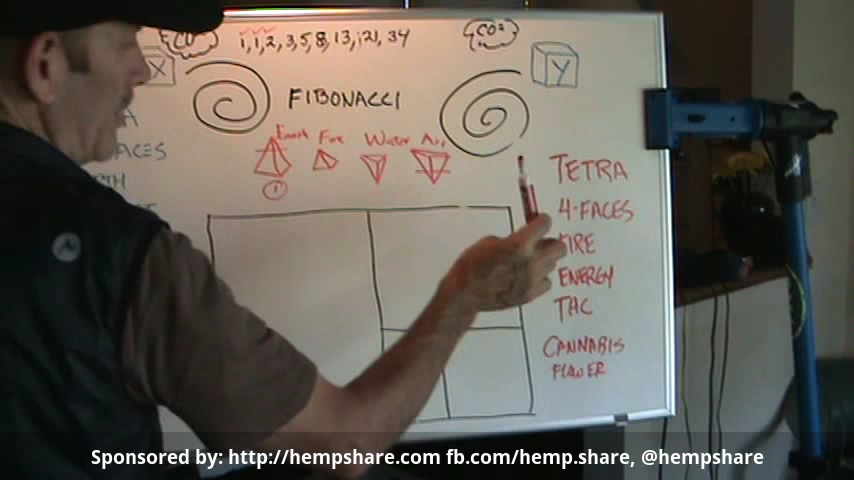 CO²
1, 1, 2, 3, 5, 8, 13, 21, 34
CO²
X
Y
FIBONACCI
Earth Fire Water Air
1
TETRA
4-FACES
FIRE
ENERGY
THC
CANNABIS
FLOWER
Sponsored by: http://hempshare.com fb.com/hemp.share, @hempshare